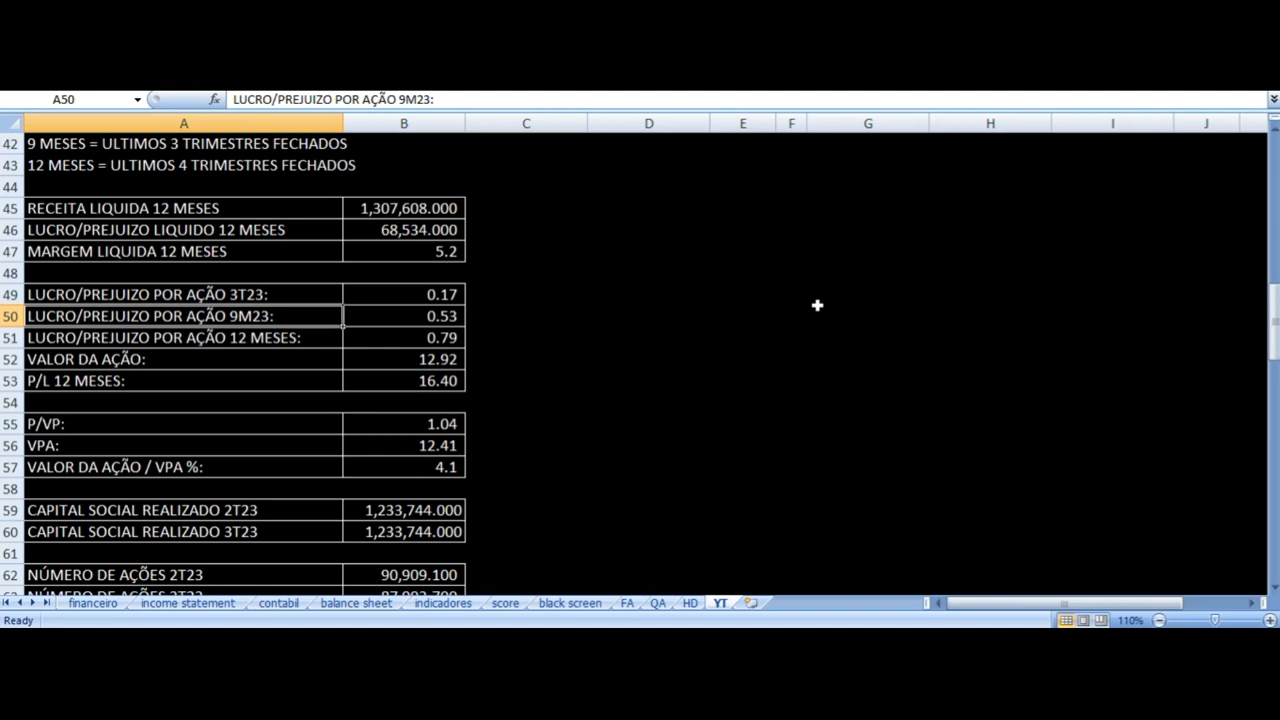 A50 fx LUCRO/PREJUIZO POR AÇÃO 9M23:
A B C D E F G H I J
42 9 MESES = ULTIMOS 3 TRIMESTRES FECHADOS
43 12 MESES = ULTIMOS 4 TRIMESTRES FECHADOS
44
45 RECEITA LIQUIDA 12 MESES 1,307,608.000
46 LUCRO/PREJUIZO LIQUIDO 12 MESES 68,534.000
47 MARGEM LIQUIDA 12 MESES 5.2
48
49 LUCRO/PREJUIZO POR AÇÃO 3T23: 0.17
50 LUCRO/PREJUIZO POR AÇÃO 9M23: 0.53
51 LUCRO/PREJUIZO POR AÇÃO 12 MESES: 0.79
52 VALOR DA AÇÃO: 12.92
53 P/L 12 MESES: 16.40
54
55 P/VP: 1.04
56 VPA: 12.41
57 VALOR DA AÇÃO / VPA %: 4.1
58
59 CAPITAL SOCIAL REALIZADO 2T23 1,233,744.000
60 CAPITAL SOCIAL REALIZADO 3T23 1,233,744.000
61
62 NÚMERO DE AÇÕES 2T23 90,909.100
financeiro income statement contabil balance sheet indicadores score black screen FA QA HD YT
Ready 110%